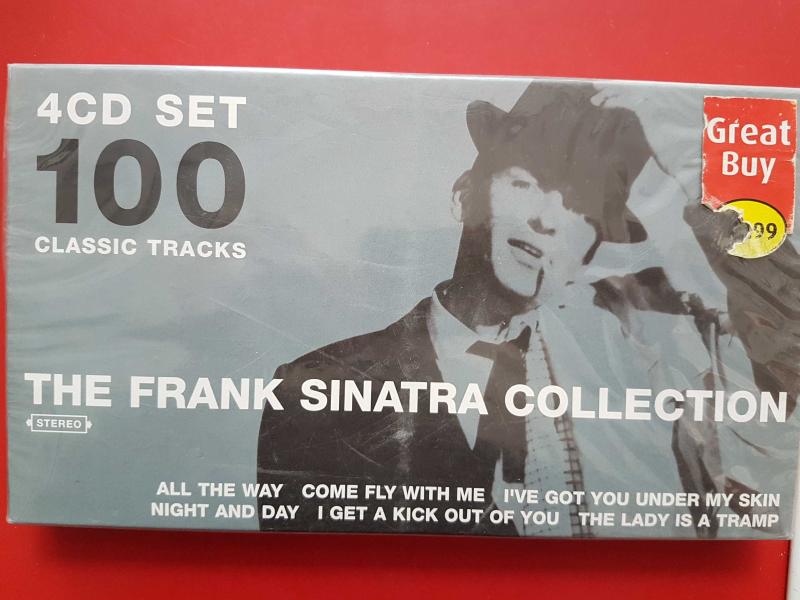 4CD SET
100
CLASSIC TRACKS
Great
Buy
THE FRANK SINATRA COLLECTION
STEREO
ALL THE WAY COME FLY WITH ME I'VE GOT YOU UNDER MY SKIN
NIGHT AND DAY I GET A KICK OUT OF YOU THE LADY IS A TRAMP